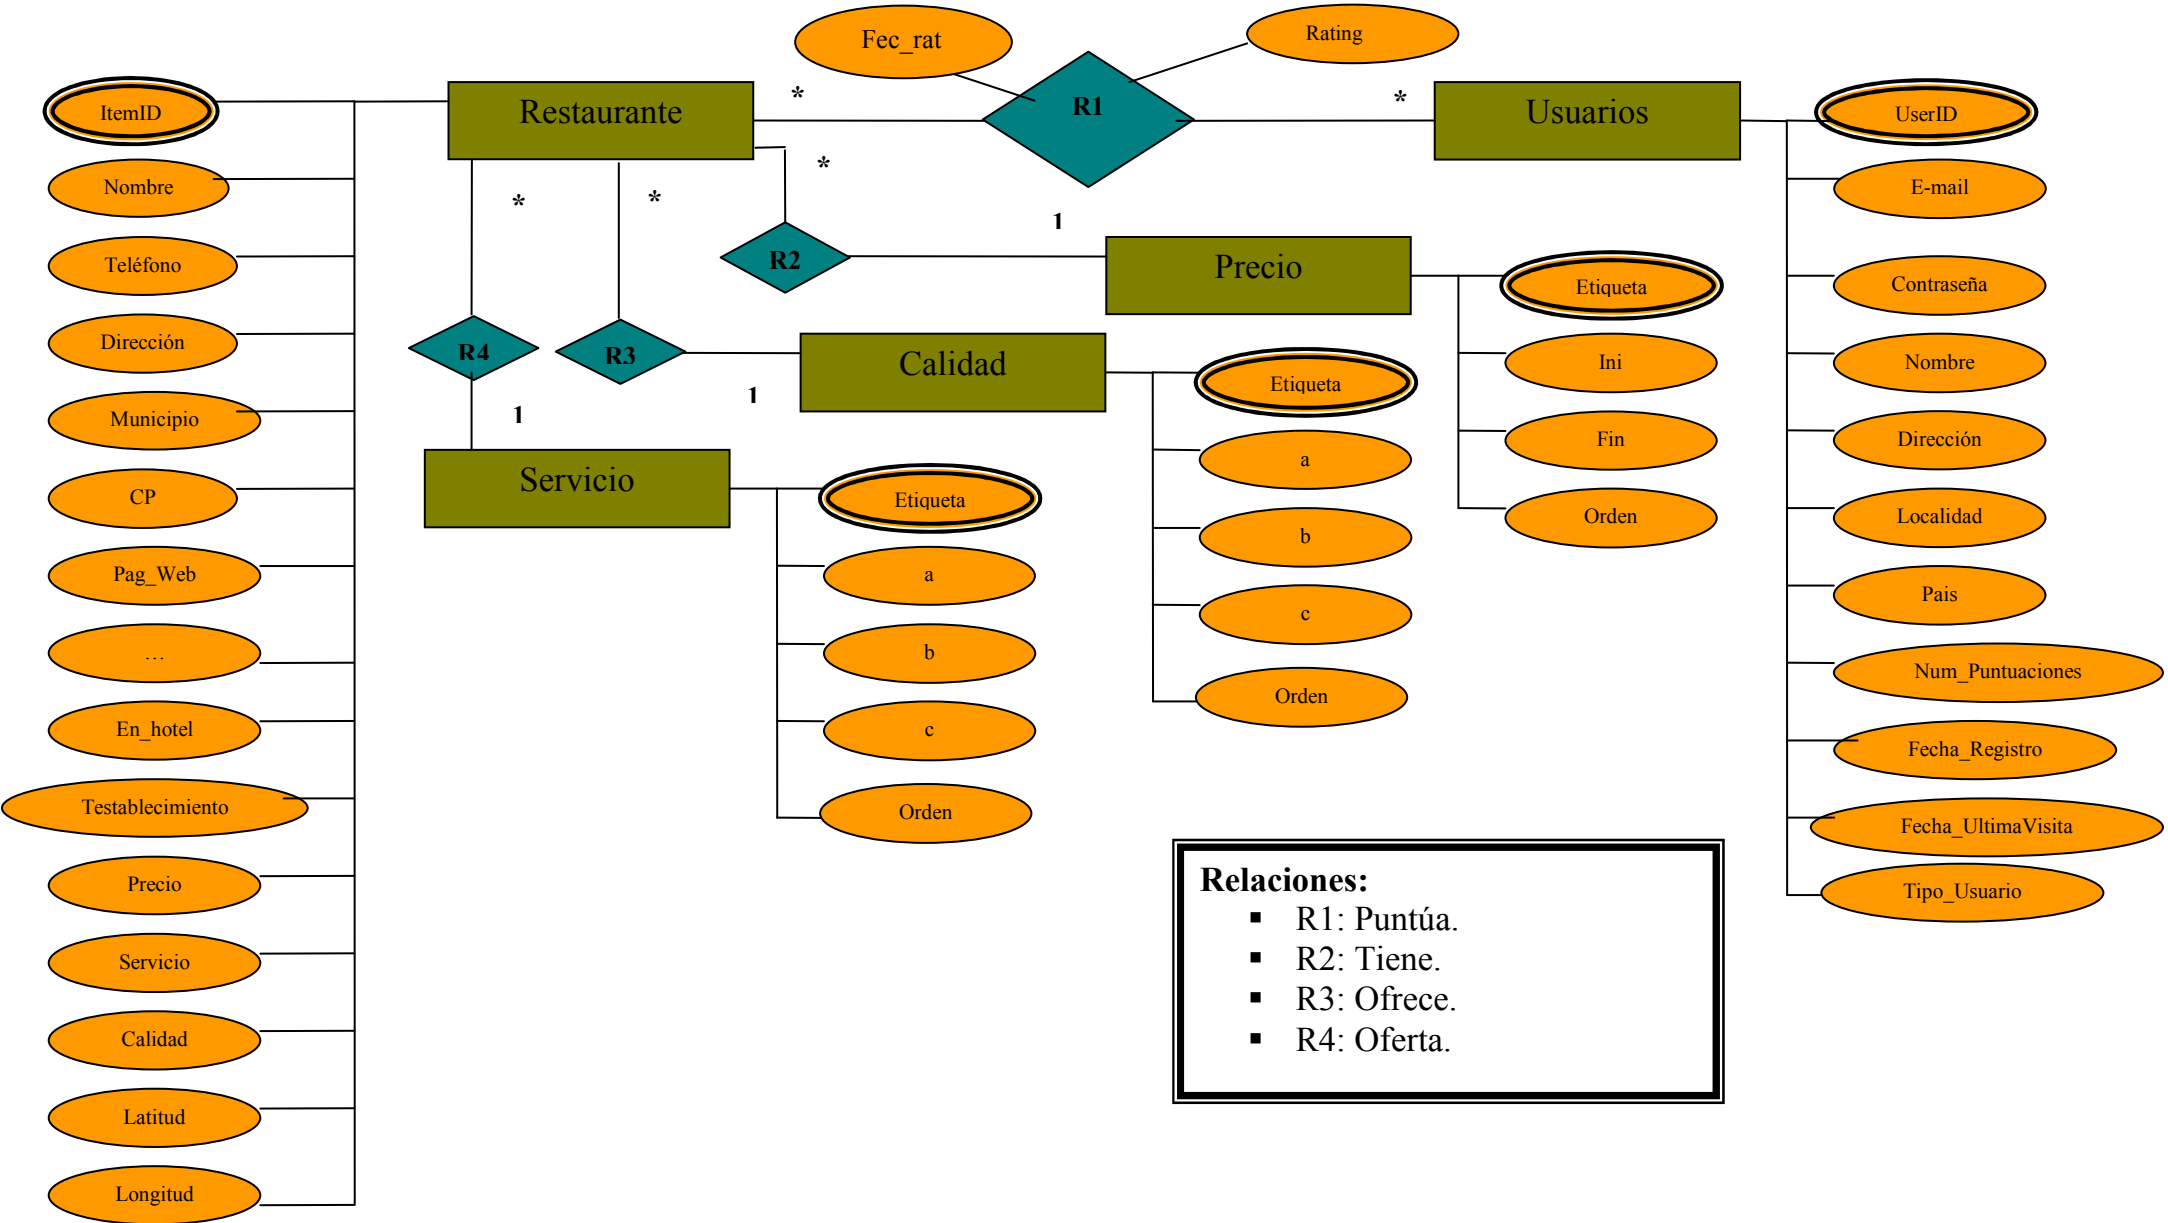 Fec_rat
Rating
ItemID
Restaurante
*
R1
*
Usuarios
UserID
Nombre
*
*
*
E-mail
1
Teléfono
R2
Precio
Etiqueta
Contraseña
Dirección
R4
R3
Calidad
Etiqueta
Ini
Nombre
1
1
Municipio
a
Fin
Dirección
CP
Servicio
Etiqueta
b
Orden
Localidad
Pag_Web
a
c
Pais
...
b
Orden
Num_Puntuaciones
En_hotel
c
Fecha_Registro
Testablecimiento
Orden
Fecha_UltimaVisita
Precio
Tipo_Usuario
Servicio
Calidad
Latitud
Longitud
Relaciones:
▪ R1: Puntúa.
▪ R2: Tiene.
▪ R3: Ofrece.
▪ R4: Oferta.